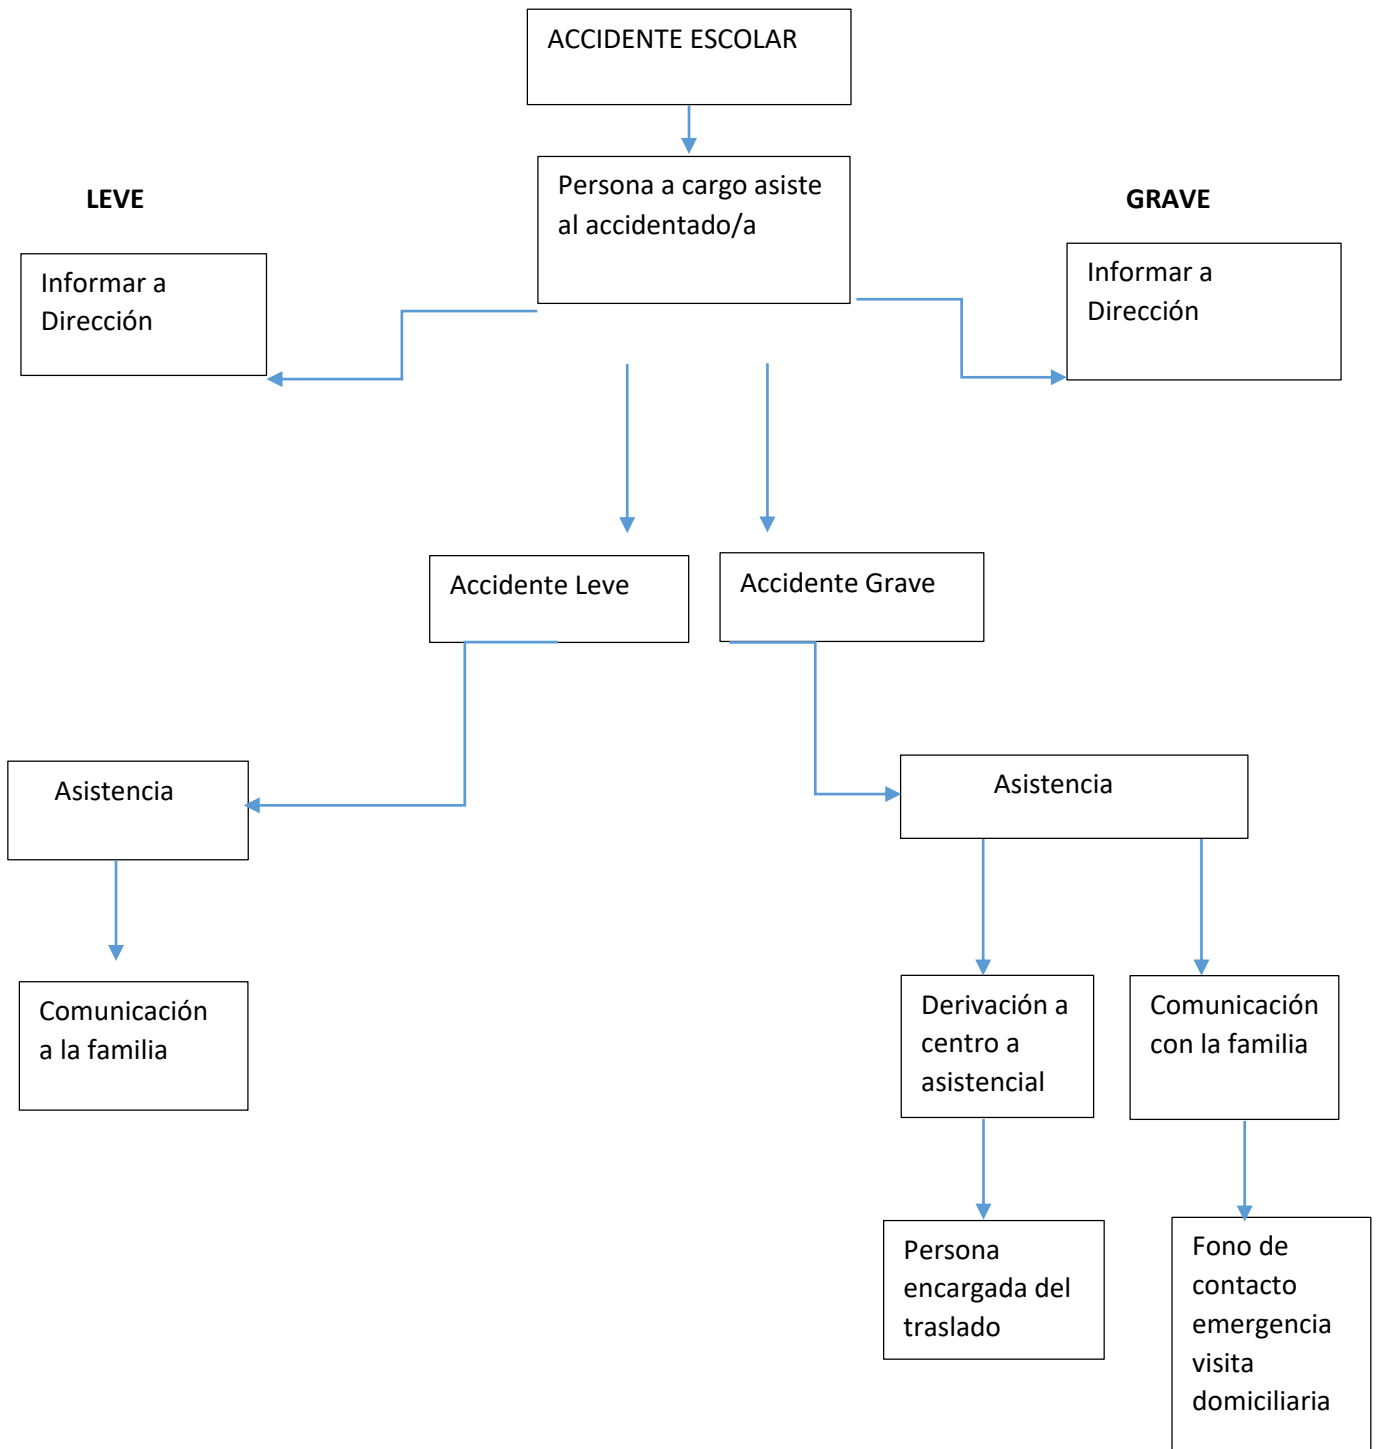 ACCIDENTE ESCOLAR
Persona a cargo asiste
al accidentado/a
LEVE
GRAVE
Informar a
Dirección
Informar a
Dirección
Accidente Leve
Accidente Grave
Asistencia
Asistencia
Comunicación
a la familia
Derivación a
centro a
asistencial
Comunicación
con la familia
Persona
encargada del
traslado
Fono de
contacto
emergencia
visita
domiciliaria